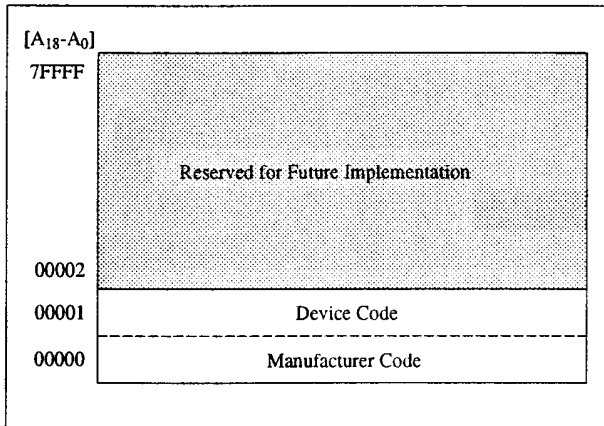 [A18-A0]
7FFFF
Reserved for Future Implementation
00002
00001 Device Code
00000 Manufacturer Code